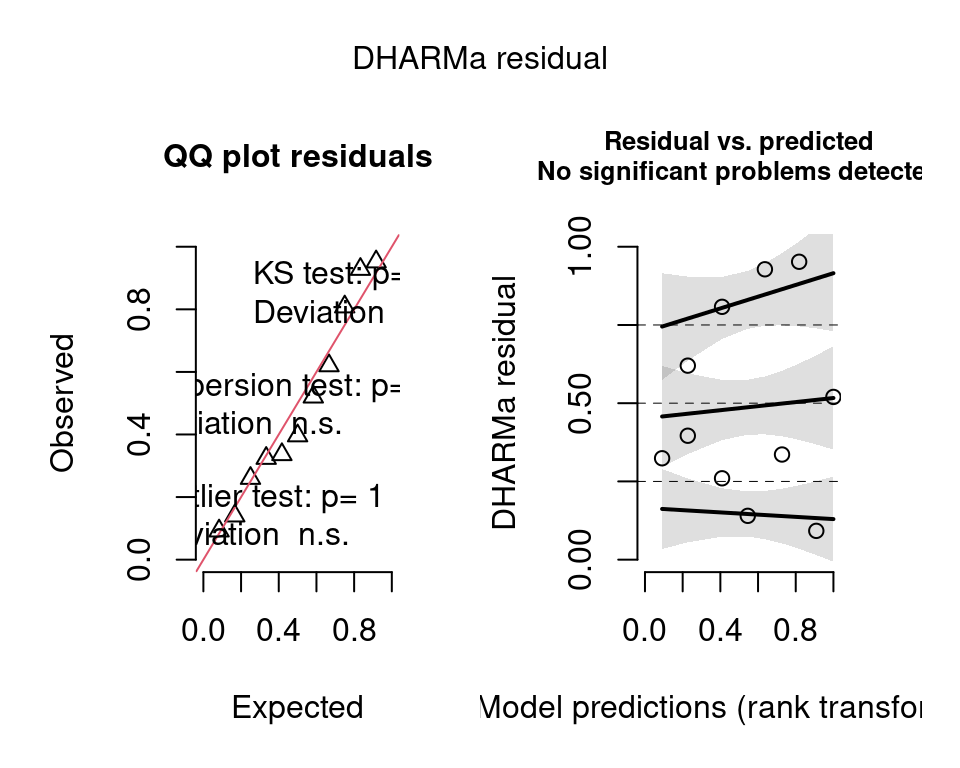 DHARMa residual
QQ plot residuals
KS test: p=
Deviation
persion test: p=
iation n.s.
tlier test: p= 1
viation n.s.
Observed
0.0 0.4 0.8
0.0 0.4 0.8
Expected
Residual vs. predicted
No significant problems detecte
DHARMa residual
0.00 0.50 1.00
0.0 0.4 0.8
Model predictions (rank transfor